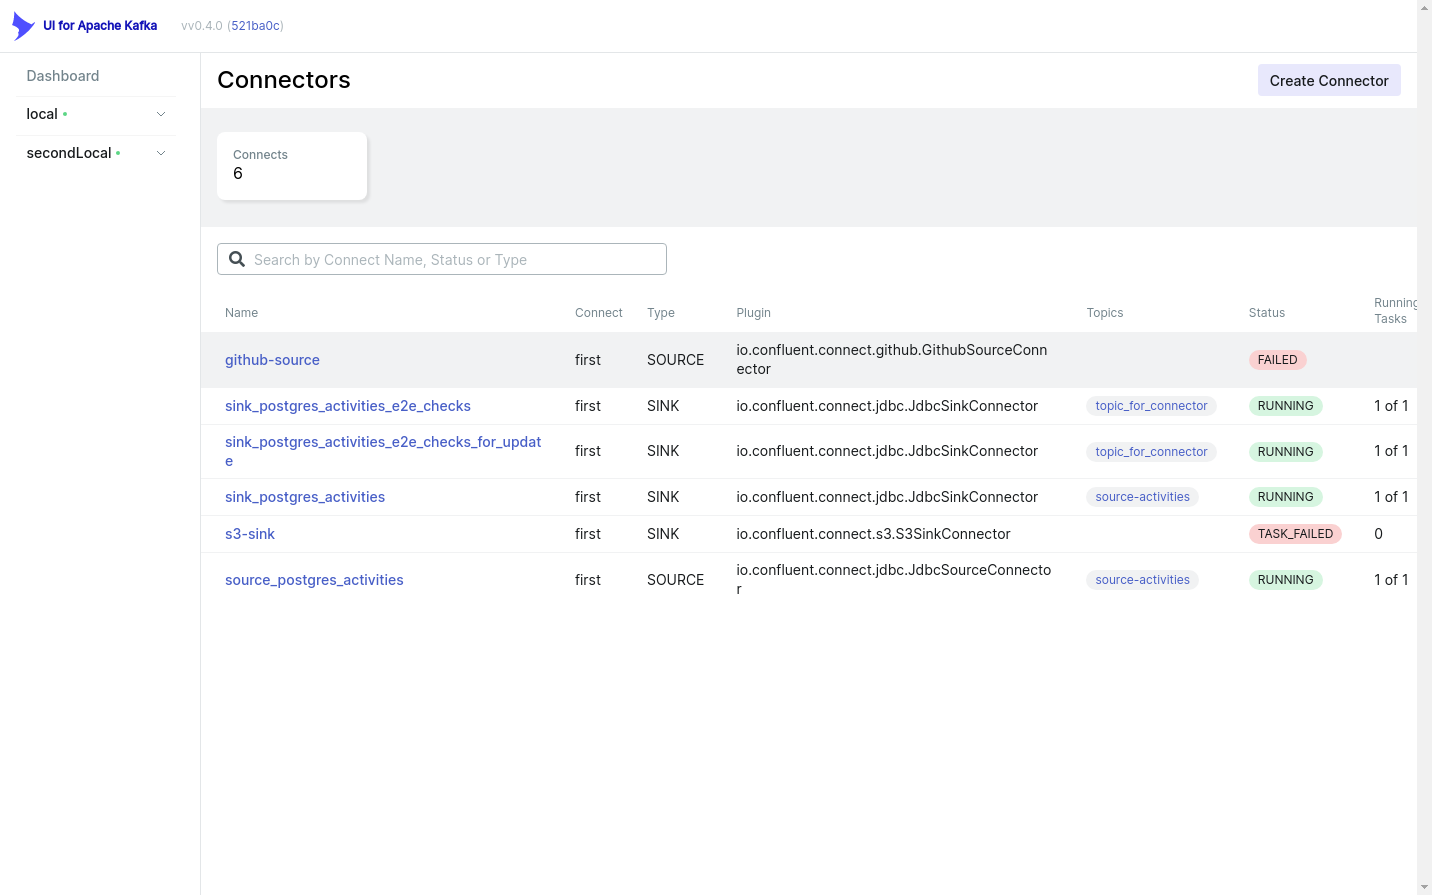 UI for Apache Kafka vv0.4.0 (521ba0c)
Dashboard
local
secondLocal
Connectors
Create Connector
Connects
6
Search by Connect Name, Status or Type
Name Connect Type Plugin Topics Status Running
Tasks
github-source first SOURCE io.confluent.connect.github.GithubSourceConn
ector FAILED
sink_postgres_activities_e2e_checks first SINK io.confluent.connect.jdbc.JdbcSinkConnector topic_for_connector RUNNING 1 of 1
sink_postgres_activities_e2e_checks_for_updat
e first SINK io.confluent.connect.jdbc.JdbcSinkConnector topic_for_connector RUNNING 1 of 1
sink_postgres_activities first SINK io.confluent.connect.jdbc.JdbcSinkConnector source-activities RUNNING 1 of 1
s3-sink first SINK io.confluent.connect.s3.S3SinkConnector TASK_FAILED 0
source_postgres_activities first SOURCE io.confluent.connect.jdbc.JdbcSourceConnecto
r source-activities RUNNING 1 of 1